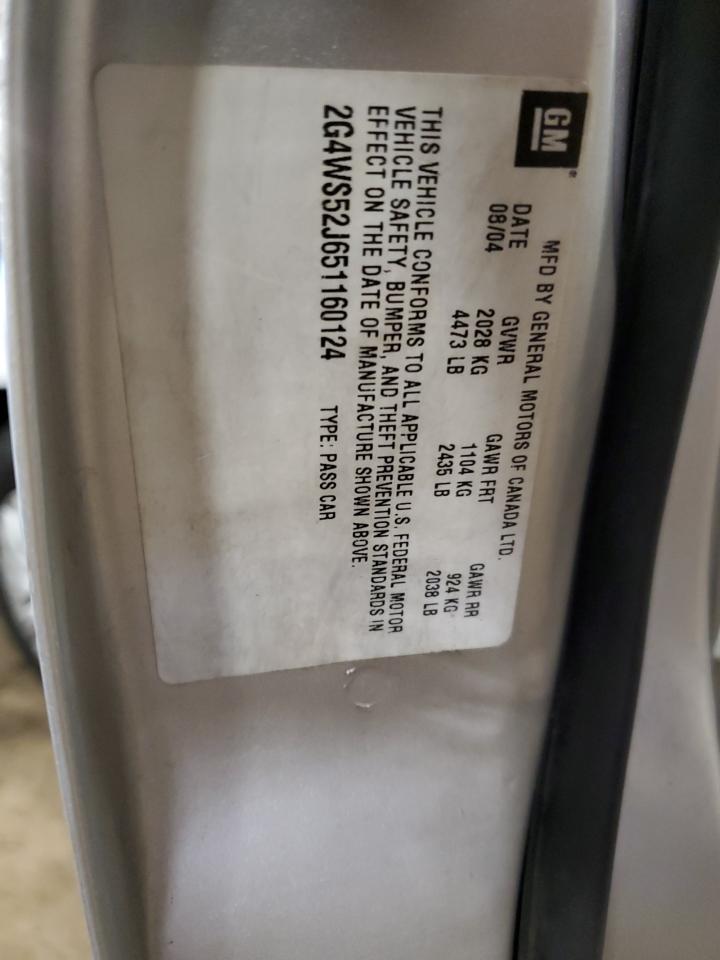 GM
MFD BY GENERAL MOTORS OF CANADA LTD.
DATE GVWR GAWR FRT GAWR RR
08/04 2028 KG 1104 KG 924 KG
4473 LB 2435 LB 2038 LB
THIS VEHICLE CONFORMS TO ALL APPLICABLE U.S. FEDERAL MOTOR
VEHICLE SAFETY, BUMPER, AND THEFT PREVENTION STANDARDS IN
EFFECT ON THE DATE OF MANUFACTURE SHOWN ABOVE.
2G4WS52J651160124 TYPE: PASS CAR